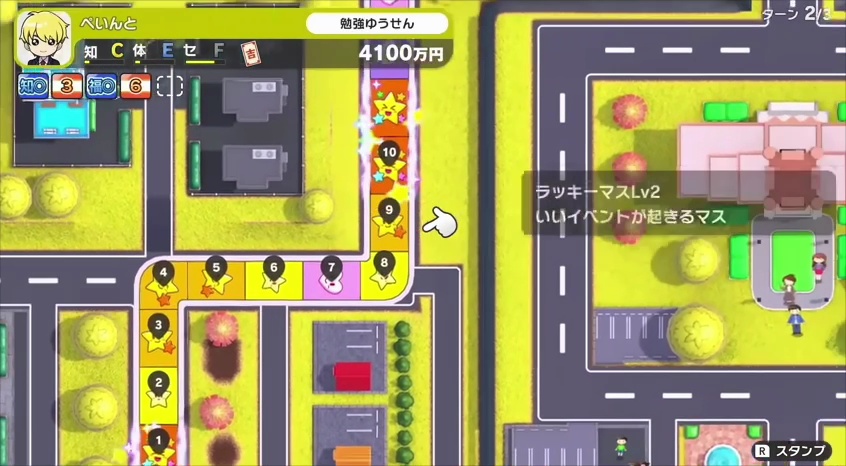 ぺいんと
勉強ゆうせん
ターン 2/3
知 C 体 E セ F 吉
4100万円
知 3 福 6
10
9
4 5 6 7 8
3
2
1
ラッキーマスLv2
いいイベントが起きるマス
R スタンプ